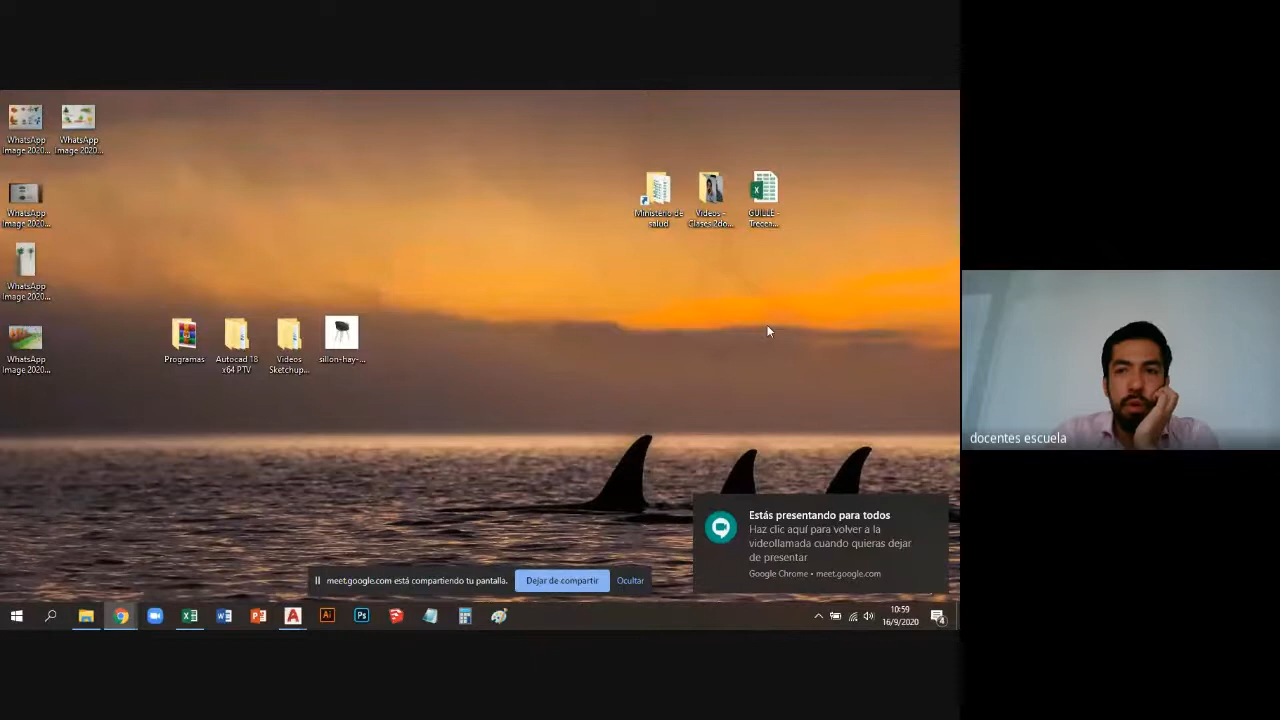 WhatsApp
Image 2020...
WhatsApp
Image 2020...
WhatsApp
Image 2020...
WhatsApp
Image 2020...
WhatsApp
Image 2020...
Ministerio de
salud
Videos -
Clases 2do...
GUILLE -
Trecea...
Programas
Autocad 18
x64 PTV
Videos
Sketchup...
sillon-hay-...
docentes escuela
Estás presentando para todos
Haz clic aquí para volver a la
videollamada cuando quieras dejar
de presentar
Google Chrome • meet.google.com
meet.google.com está compartiendo tu pantalla.
Dejar de compartir
Ocultar
Ai
Ps
10:59
16/9/2020
4